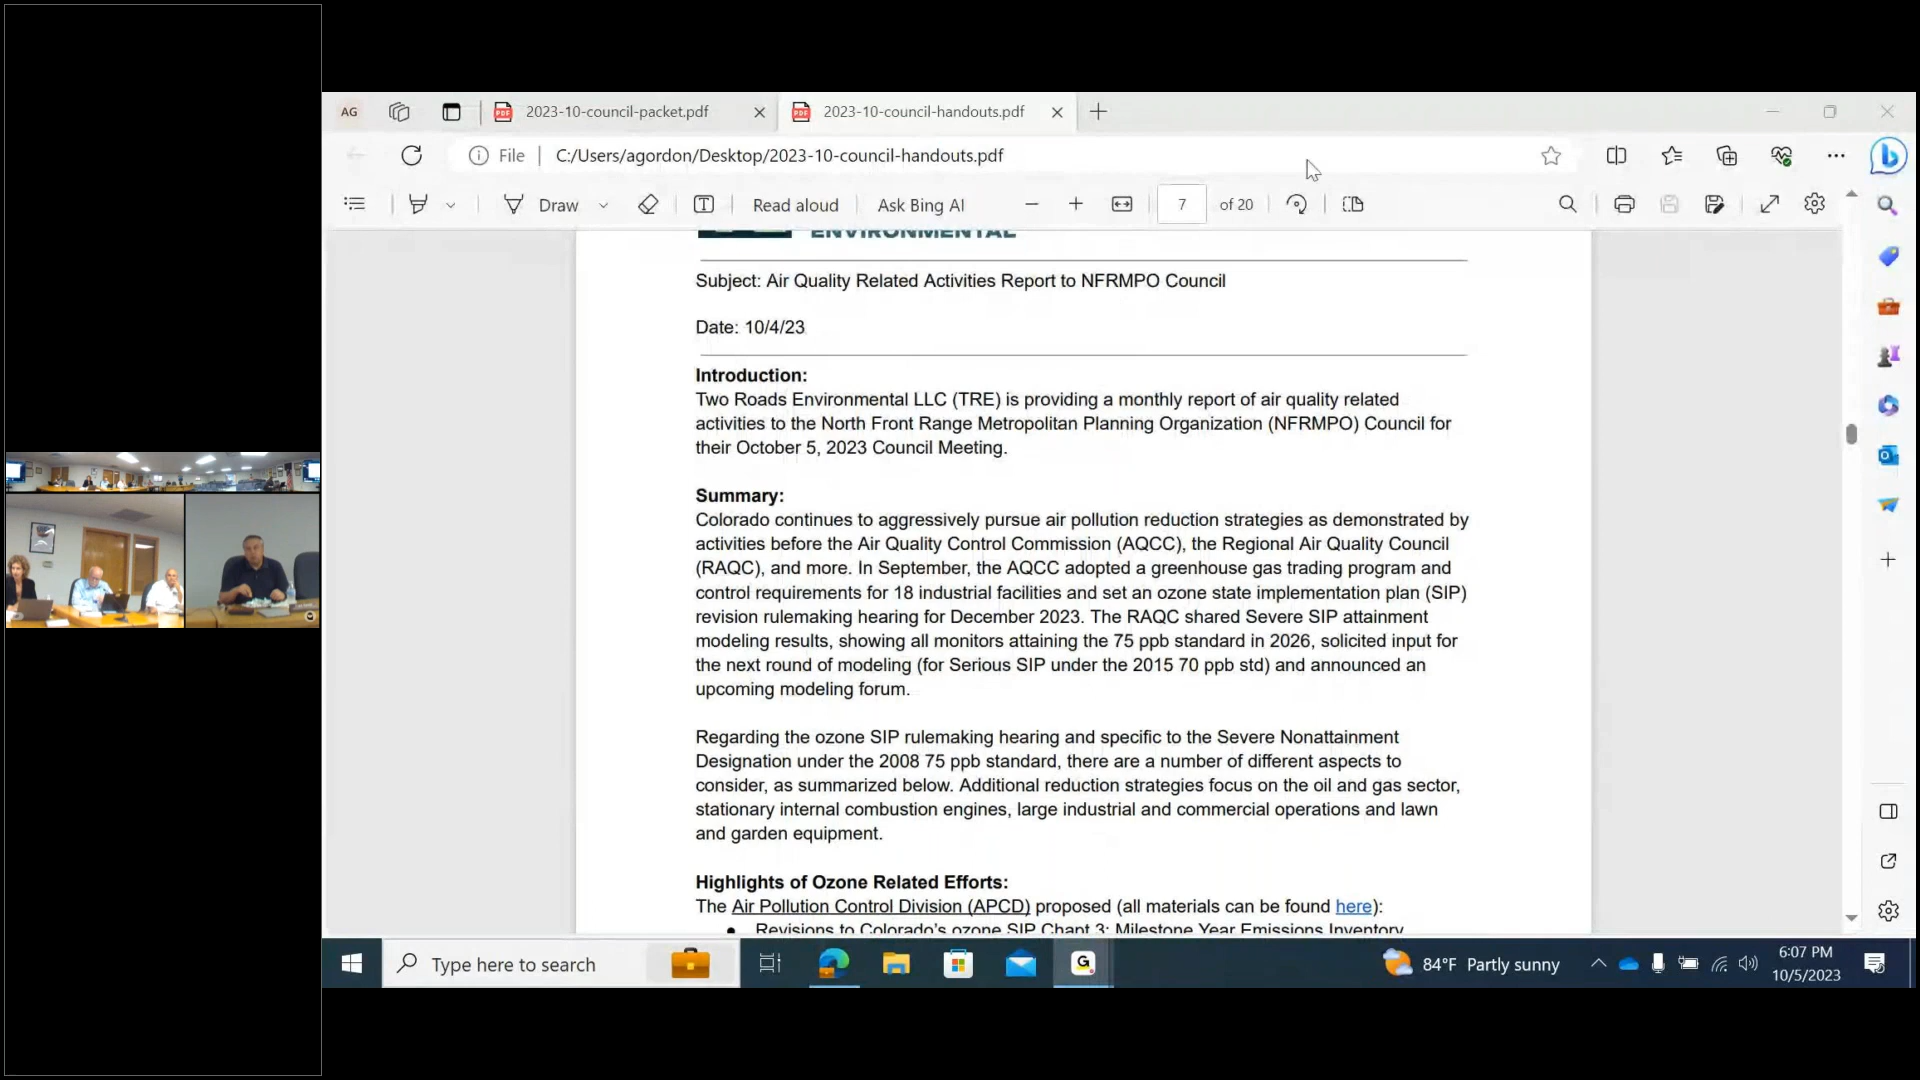 AG
2023-10-council-packet.pdf
2023-10-council-handouts.pdf
File
C:/Users/agordon/Desktop/2023-10-council-handouts.pdf
Draw
Read aloud
Ask Bing AI
7
of 20
ENVIRONMENTAL
Subject: Air Quality Related Activities Report to NFRMPO Council
Date: 10/4/23
Introduction:
Two Roads Environmental LLC (TRE) is providing a monthly report of air quality related
activities to the North Front Range Metropolitan Planning Organization (NFRMPO) Council for
their October 5, 2023 Council Meeting.
Summary:
Colorado continues to aggressively pursue air pollution reduction strategies as demonstrated by
activities before the Air Quality Control Commission (AQCC), the Regional Air Quality Council
(RAQC), and more. In September, the AQCC adopted a greenhouse gas trading program and
control requirements for 18 industrial facilities and set an ozone state implementation plan (SIP)
revision rulemaking hearing for December 2023. The RAQC shared Severe SIP attainment
modeling results, showing all monitors attaining the 75 ppb standard in 2026, solicited input for
the next round of modeling (for Serious SIP under the 2015 70 ppb std) and announced an
upcoming modeling forum.
Regarding the ozone SIP rulemaking hearing and specific to the Severe Nonattainment
Designation under the 2008 75 ppb standard, there are a number of different aspects to
consider, as summarized below. Additional reduction strategies focus on the oil and gas sector,
stationary internal combustion engines, large industrial and commercial operations and lawn
and garden equipment.
Highlights of Ozone Related Efforts:
The Air Pollution Control Division (APCD) proposed (all materials can be found here):
● Revisions to Colorado's ozone SIP Chapt 3: Milestone Year Emissions Inventory
Type here to search
84°F Partly sunny
6:07 PM
10/5/2023